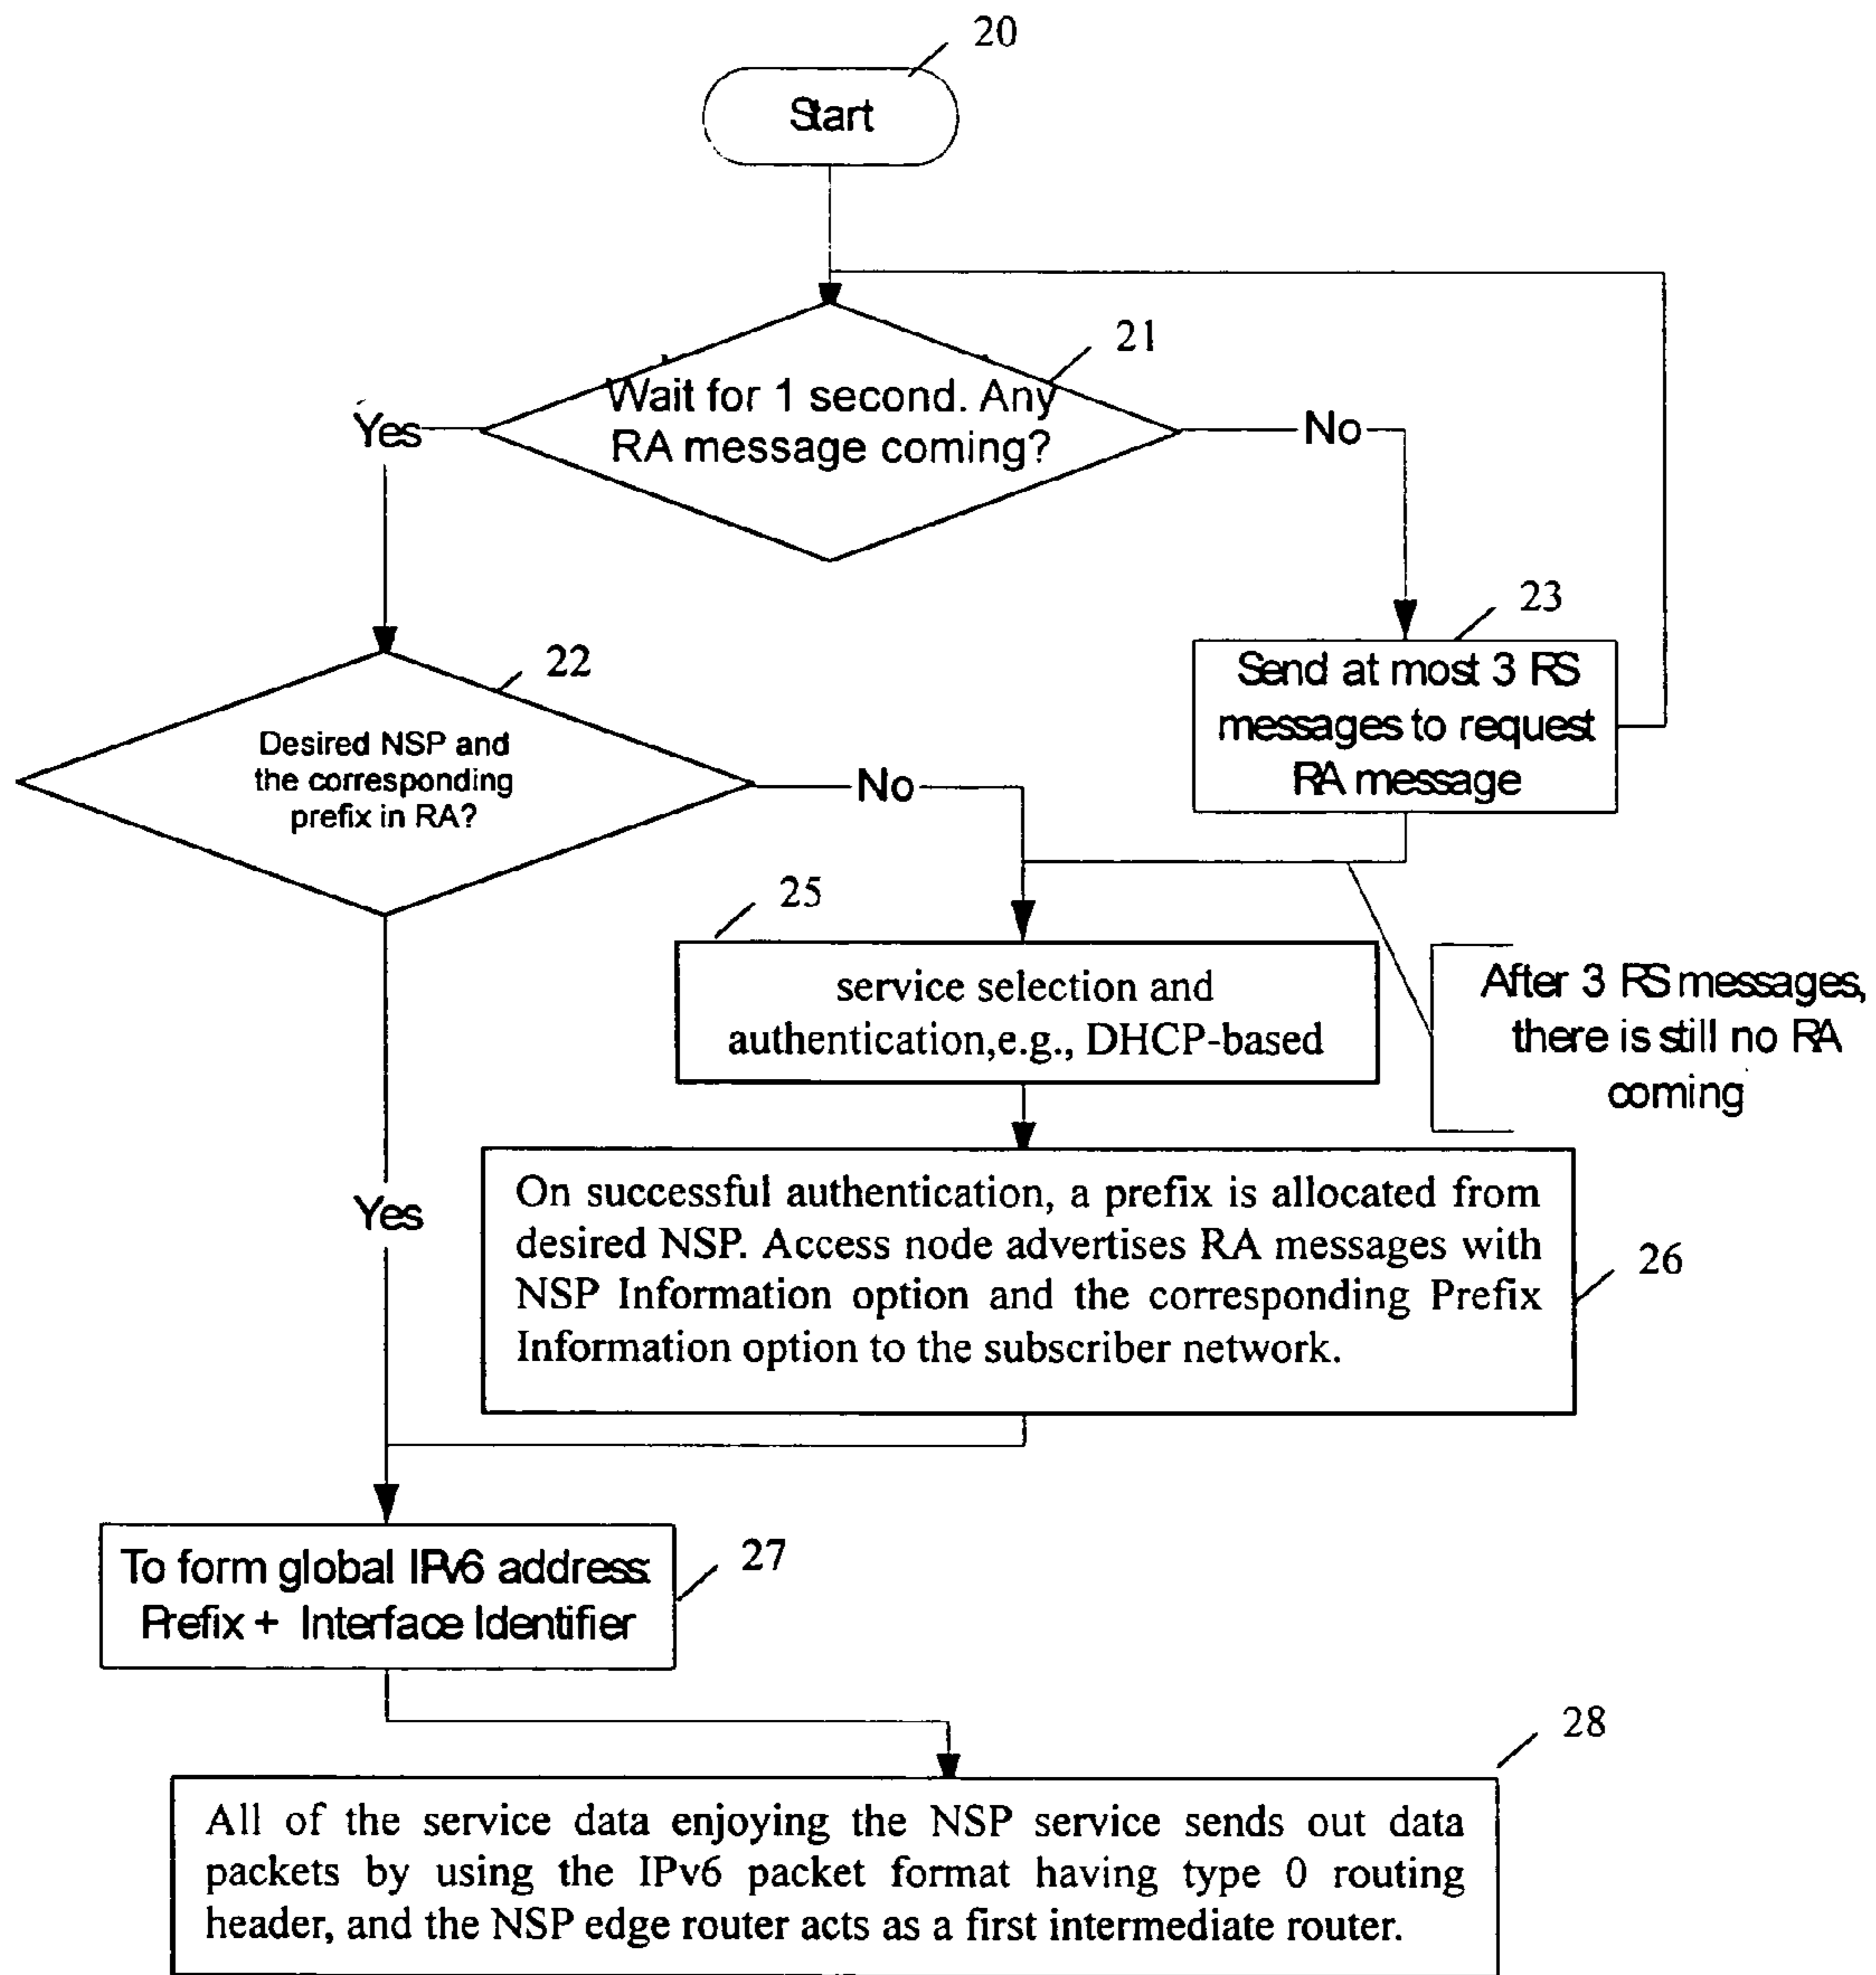 20
Start
21
Wait for 1 second. Any
RA message coming?
Yes
No
23
Send at most 3 RS
messages to request
RA message
22
Desired NSP and
the corresponding
prefix in RA?
No
25
service selection and
authentication,e.g., DHCP-based
After 3 RS messages,
there is still no RA
coming
Yes
On successful authentication, a prefix is allocated from
desired NSP. Access node advertises RA messages with
NSP Information option and the corresponding Prefix
Information option to the subscriber network.
26
To form global IPv6 address:
Prefix + Interface Identifier
27
28
All of the service data enjoying the NSP service sends out data
packets by using the IPv6 packet format having type 0 routing
header, and the NSP edge router acts as a first intermediate router.